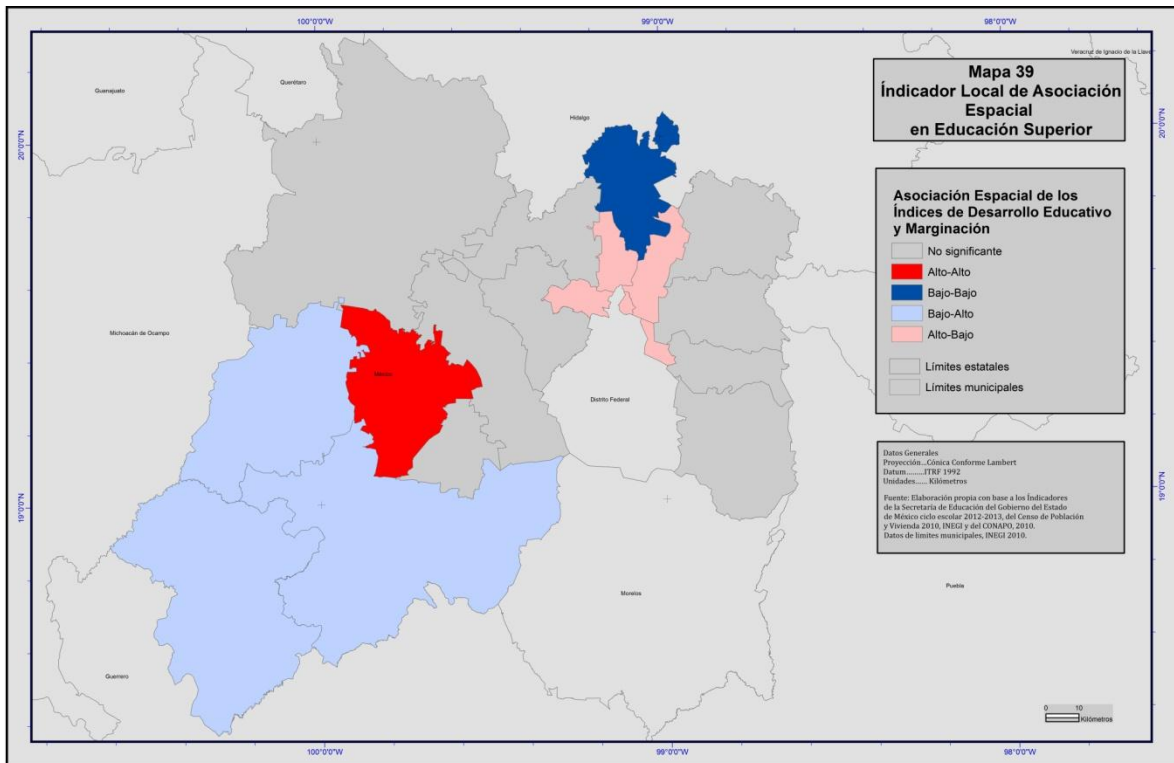 100°0'0"W
99°0'0"W
98°0'0"W
Veracruz de Ignacio de la Llave
Querétaro
Guanajuato
Hidalgo
20°0'0"N
20°0'0"N
Mapa 39
Índicador Local de Asociación
Espacial
en Educación Superior
Asociación Espacial de los
Índices de Desarrollo Educativo
y Marginación
No significante
Alto-Alto
Bajo-Bajo
Bajo-Alto
Alto-Bajo
Límites estatales
Límites municipales
Michoacán de Ocampo
México
Distrito Federal
Datos Generales
Proyección...Cónica Conforme Lambert
Datum.........ITRF 1992
Unidades...... Kilómetros
Fuente: Elaboración propia con base a los Índicadores
de la Secretaría de Educación del Gobierno del Estado
de México ciclo escolar 2012-2013, del Censo de Población
y Vivienda 2010, INEGI y del CONAPO, 2010.
Datos de limites municipales, INEGI 2010.
19°0'0"N
19°0'0"N
Morelos
Puebla
Guerrero
0 10
Kilómetros
100°0'0"W
99°0'0"W
98°0'0"W